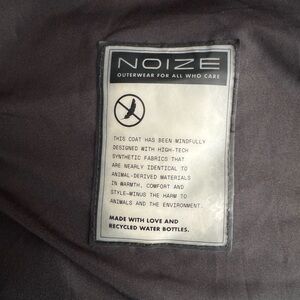 NOIZE
OUTERWEAR FOR ALL WHO CARE
THIS COAT HAS BEEN MINDFULLY
DESIGNED WITH HIGH-TECH
SYNTHETIC FABRICS THAT
ARE NEARLY IDENTICAL TO
ANIMAL-DERIVED MATERIALS
IN WARMTH, COMFORT AND
STYLE-MINUS THE HARM TO
ANIMALS AND THE ENVIRONMENT.
MADE WITH LOVE AND
RECYCLED WATER BOTTLES.